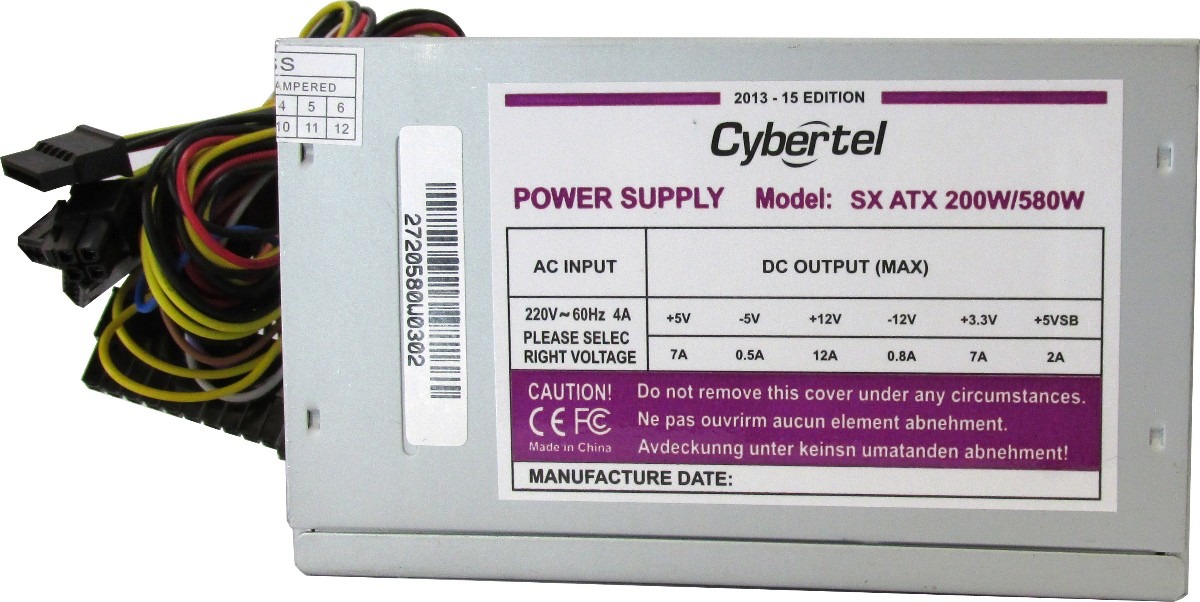 SS
AMPERED
4 5 6
10 11 12
2720580W0302
2013 - 15 EDITION
Cybertel
POWER SUPPLY Model: SX ATX 200W/580W
AC INPUT DC OUTPUT (MAX)
220V~60Hz 4A
PLEASE SELEC
RIGHT VOLTAGE
+5V -5V +12V -12V +3.3V +5VSB
7A 0.5A 12A 0.8A 7A 2A
CAUTION!
CE FC
Made in China
Do not remove this cover under any circumstances.
Ne pas ouvrirm aucun element abnehment.
Avdeckunng unter keinsn umatanden abnehment!
MANUFACTURE DATE: